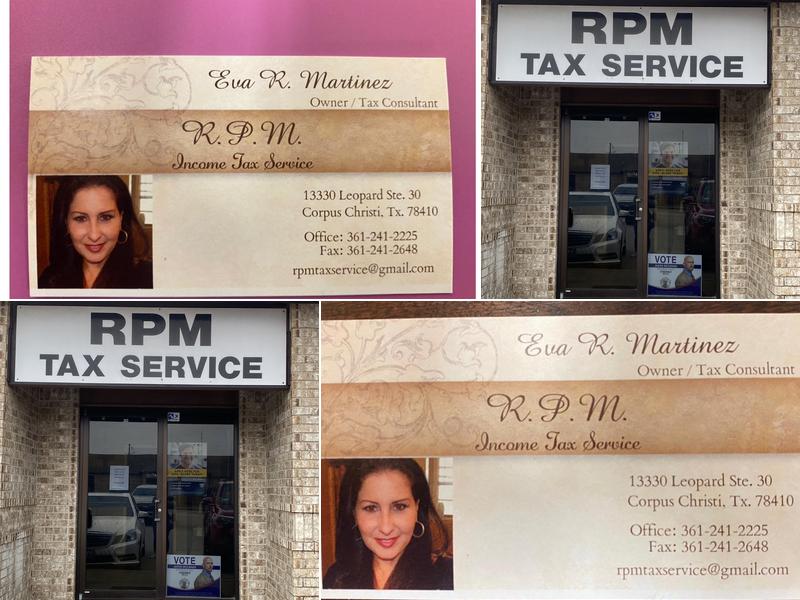 Eva R. Martinez
Owner / Tax Consultant
R.P.M.
Income Tax Service
13330 Leopard Ste. 30
Corpus Christi, Tx. 78410
Office: 361-241-2225
Fax: 361-241-2648
rpmtaxservice@gmail.com
RPM
TAX SERVICE
VOTE
RPM
TAX SERVICE
VOTE
Eva R. Martinez
Owner / Tax Consultant
R.P.M.
Income Tax Service
13330 Leopard Ste. 30
Corpus Christi, Tx. 78410
Office: 361-241-2225
Fax: 361-241-2648
rpmtaxservice@gmail.com